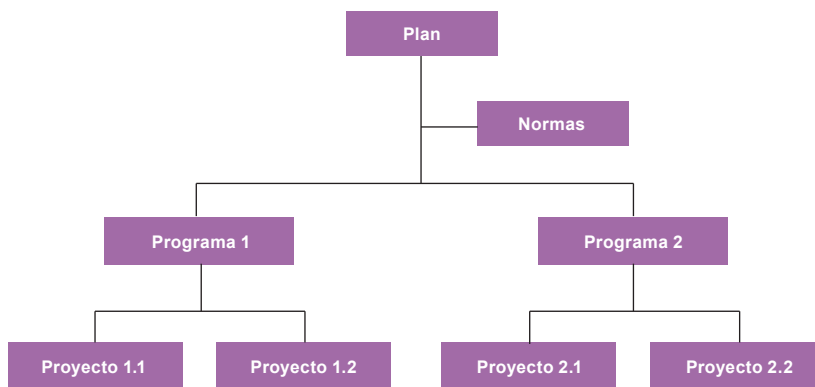 Plan
Normas
Programa 1
Programa 2
Proyecto 1.1
Proyecto 1.2
Proyecto 2.1
Proyecto 2.2